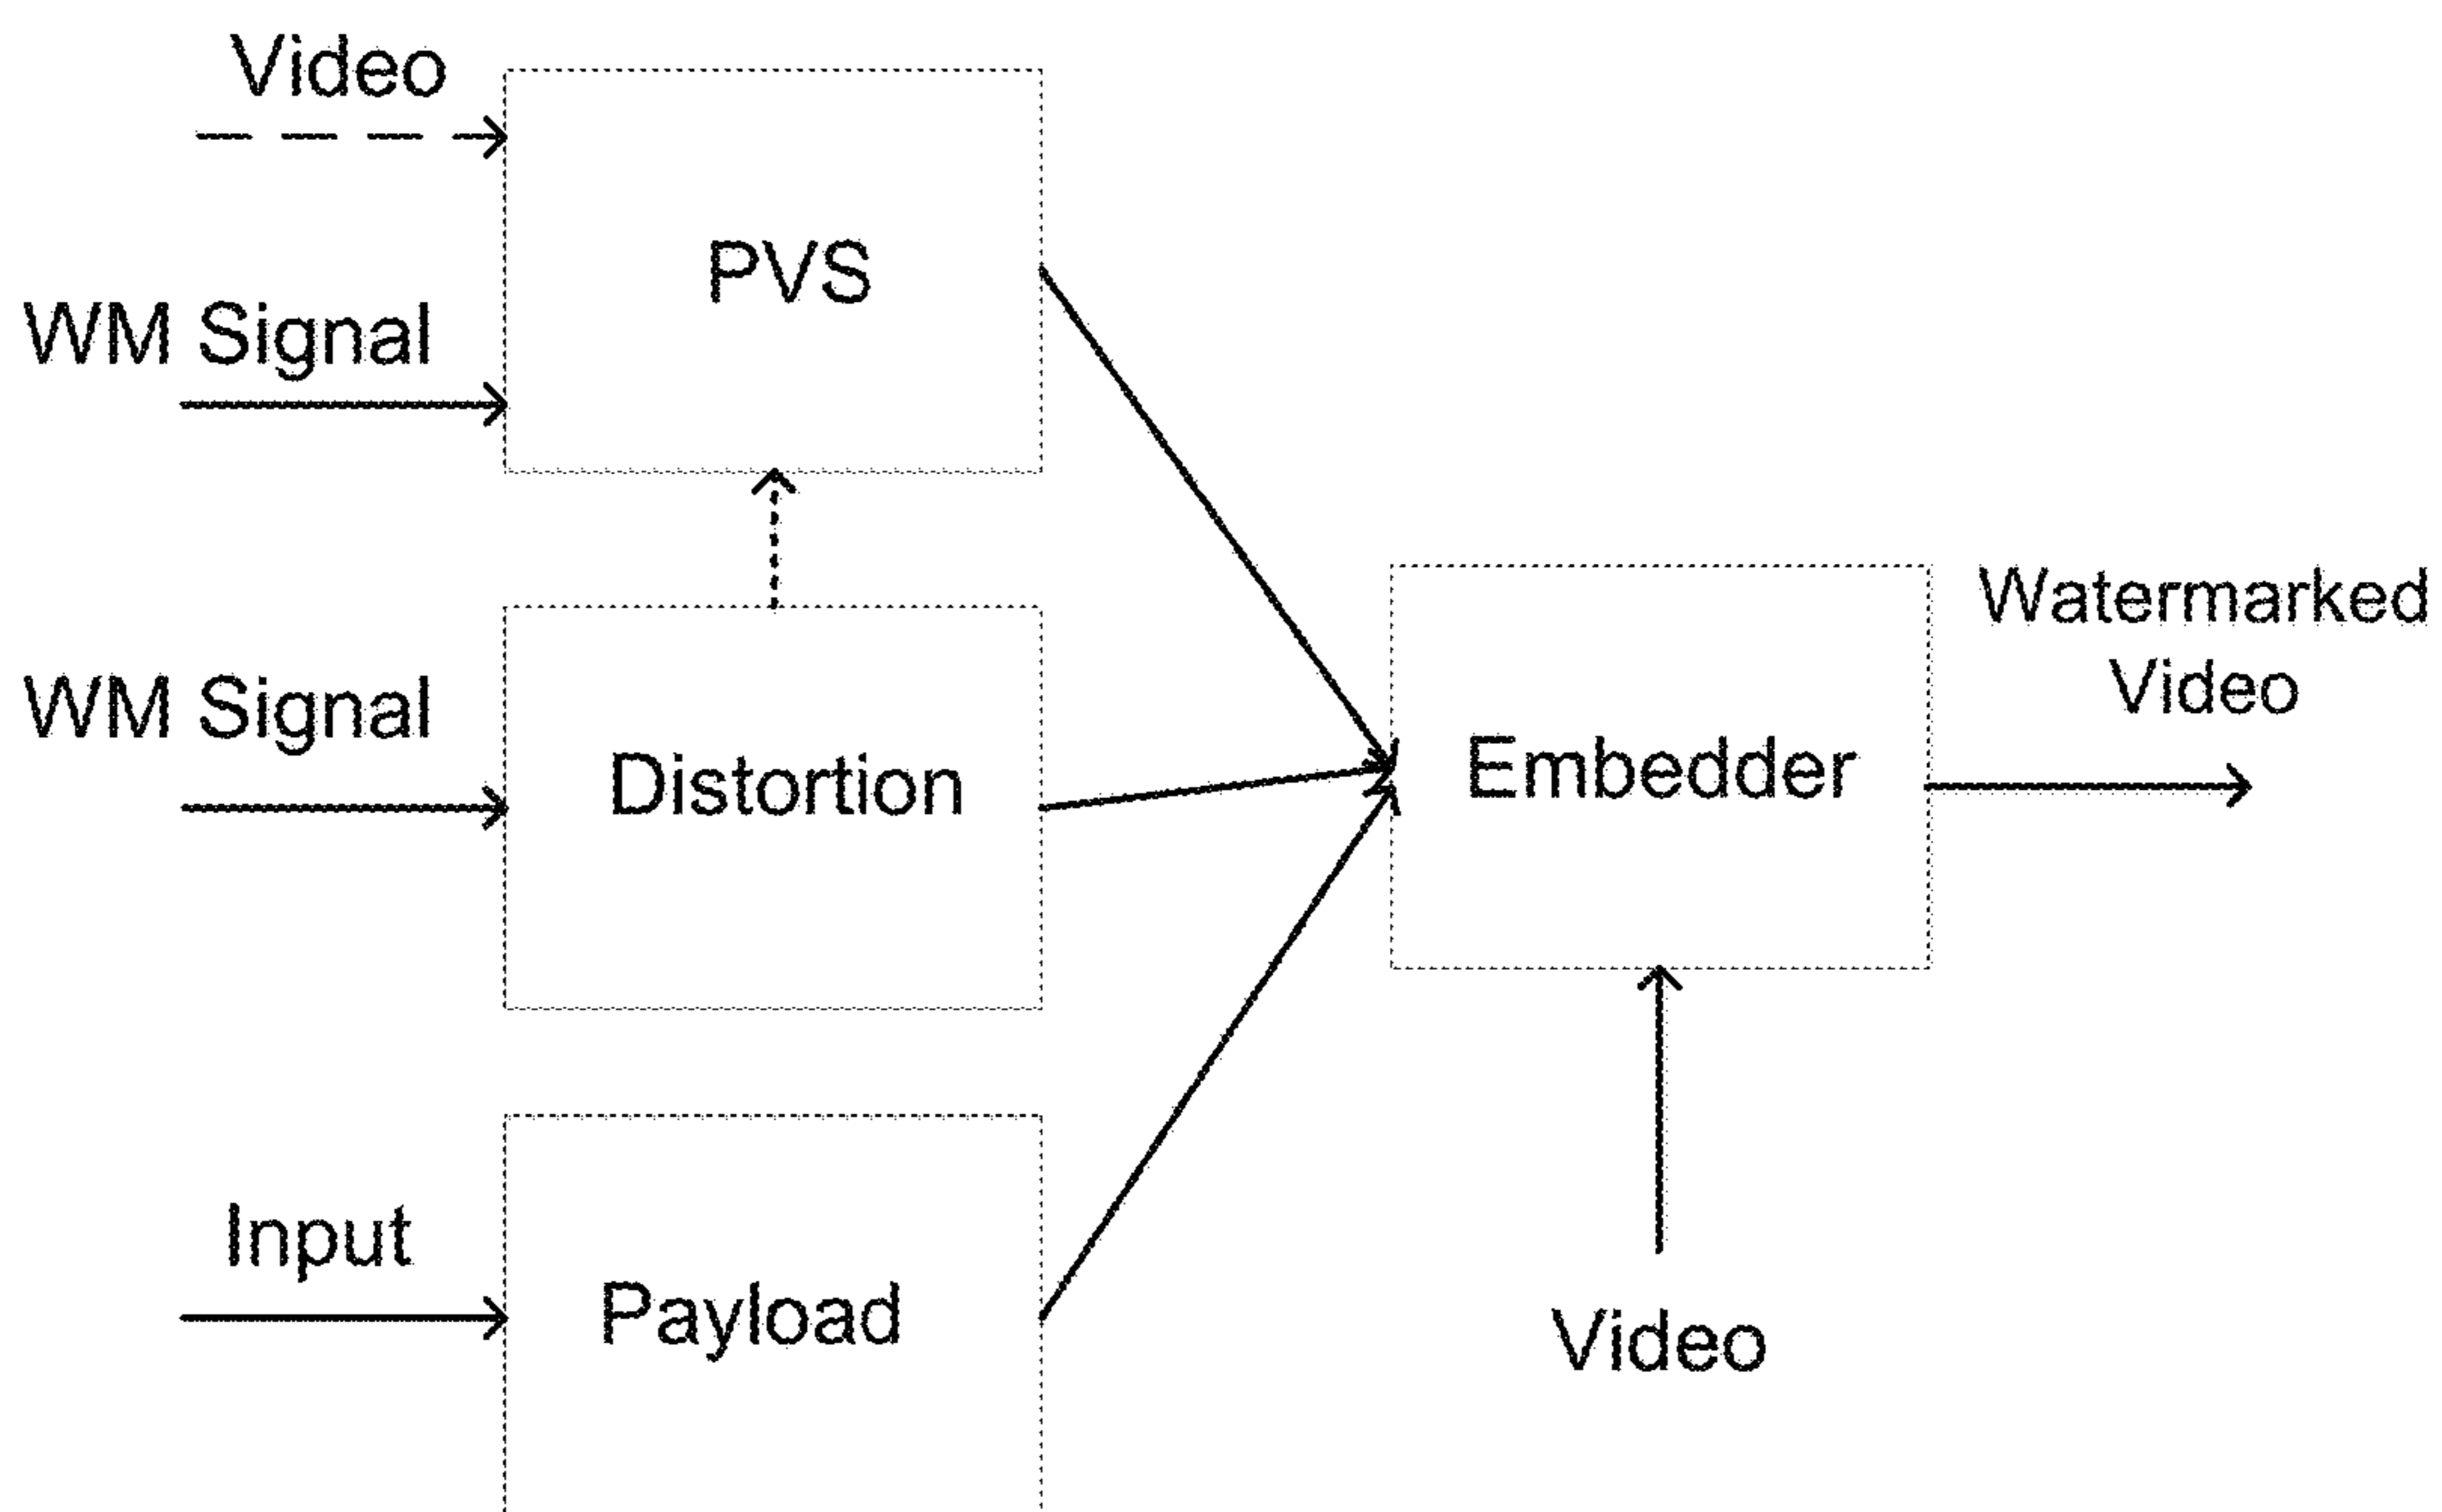 Video
PVS
WM Signal
WM Signal
Distortion
Embedder
Watermarked
Video
Input
Payload
Video